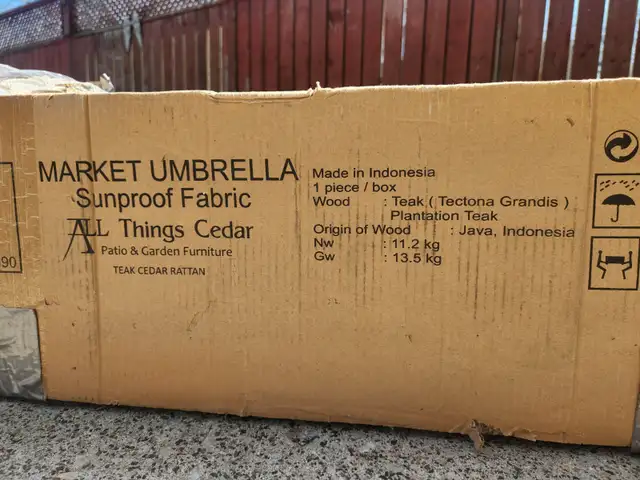 MARKET UMBRELLA
Sunproof Fabric
ALL Things Cedar
Patio & Garden Furniture
TEAK CEDAR RATTAN
Made in Indonesia
1 piece / box
Wood : Teak ( Tectona Grandis )
Plantation Teak
Origin of Wood : Java, Indonesia
Nw : 11.2 kg
Gw : 13.5 kg
90